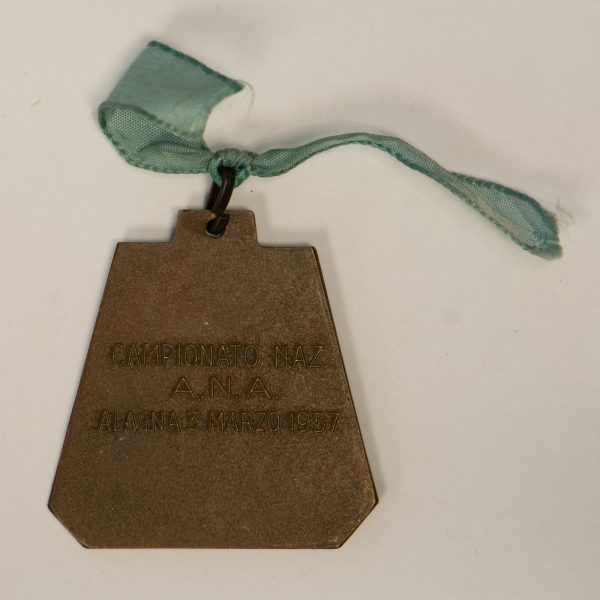 CAMPIONATO NAZ.
A.N.A.
ALAGNA 3 MARZO 1957